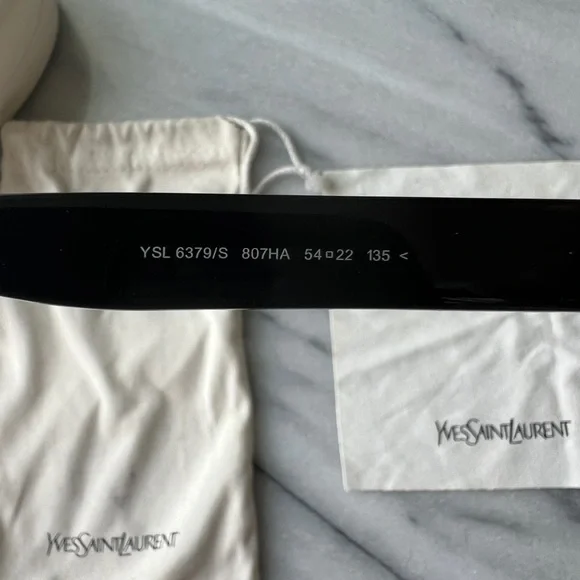 YSL 6379/S 807HA 54▫22 135 <
YVESSAINTLAURENT
YVESSAINTLAURENT